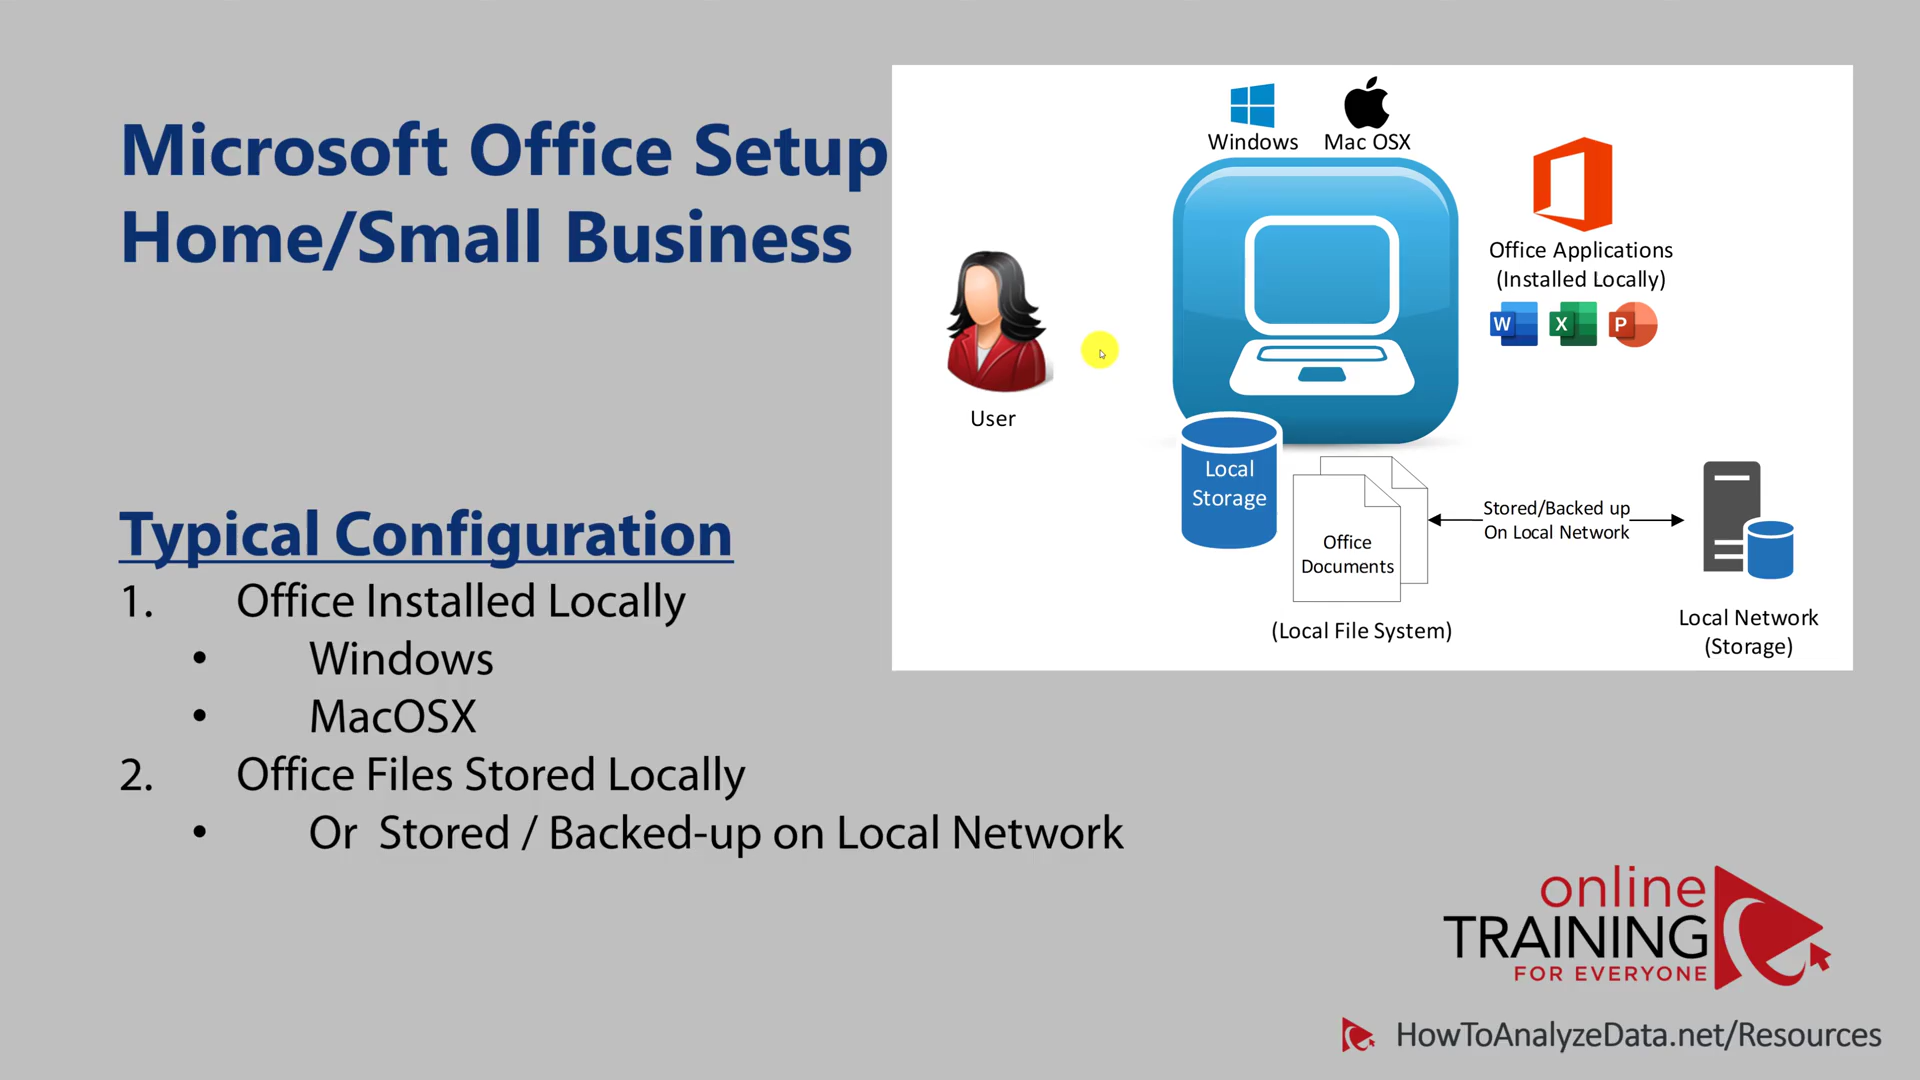 Microsoft Office Setup
Home/Small Business
Typical Configuration
1. Office Installed Locally
• Windows
• MacOSX
2. Office Files Stored Locally
• Or Stored / Backed-up on Local Network
Windows
Mac OSX
Office Applications
(Installed Locally)
W
X
P
User
Local
Storage
Office
Documents
(Local File System)
Stored/Backed up
On Local Network
Local Network
(Storage)
online
TRAINING
FOR EVERYONE
HowToAnalyzeData.net/Resources